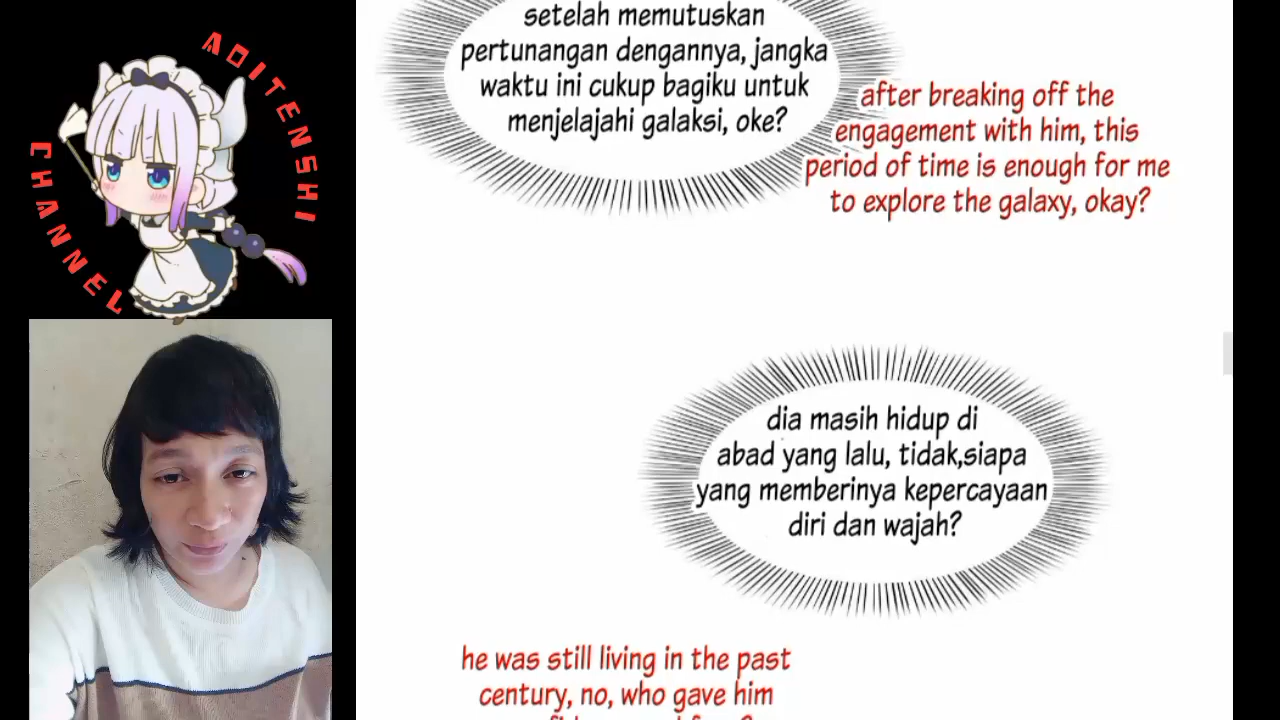 AOITENSHI
CHANNEL
setelah memutuskan
pertunangan dengannya, jangka
waktu ini cukup bagiku untuk
menjelajahi galaksi, oke?
after breaking off the
engagement with him, this
period of time is enough for me
to explore the galaxy, okay?
dia masih hidup di
abad yang lalu, tidak,siapa
yang memberinya kepercayaan
diri dan wajah?
he was still living in the past
century, no, who gave him